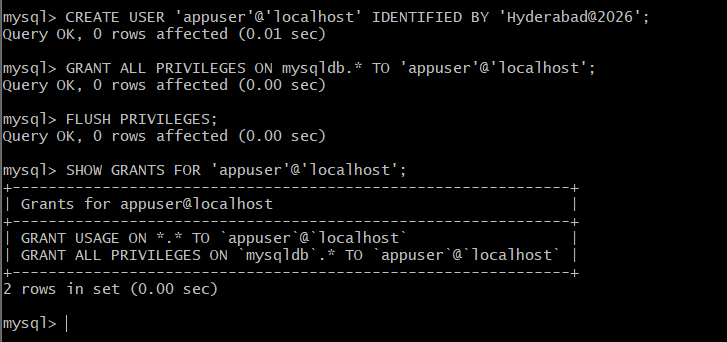 mysql> CREATE USER 'appuser'@'localhost' IDENTIFIED BY 'Hyderabad@2026';
Query OK, 0 rows affected (0.01 sec)

mysql> GRANT ALL PRIVILEGES ON mysqldb.* TO 'appuser'@'localhost';
Query OK, 0 rows affected (0.00 sec)

mysql> FLUSH PRIVILEGES;
Query OK, 0 rows affected (0.00 sec)

mysql> SHOW GRANTS FOR 'appuser'@'localhost';
+--------------------------------------------------------------+
| Grants for appuser@localhost                                 |
+--------------------------------------------------------------+
| GRANT USAGE ON *.* TO `appuser`@`localhost`                  |
| GRANT ALL PRIVILEGES ON `mysqldb`.* TO `appuser`@`localhost` |
+--------------------------------------------------------------+
2 rows in set (0.00 sec)

mysql>